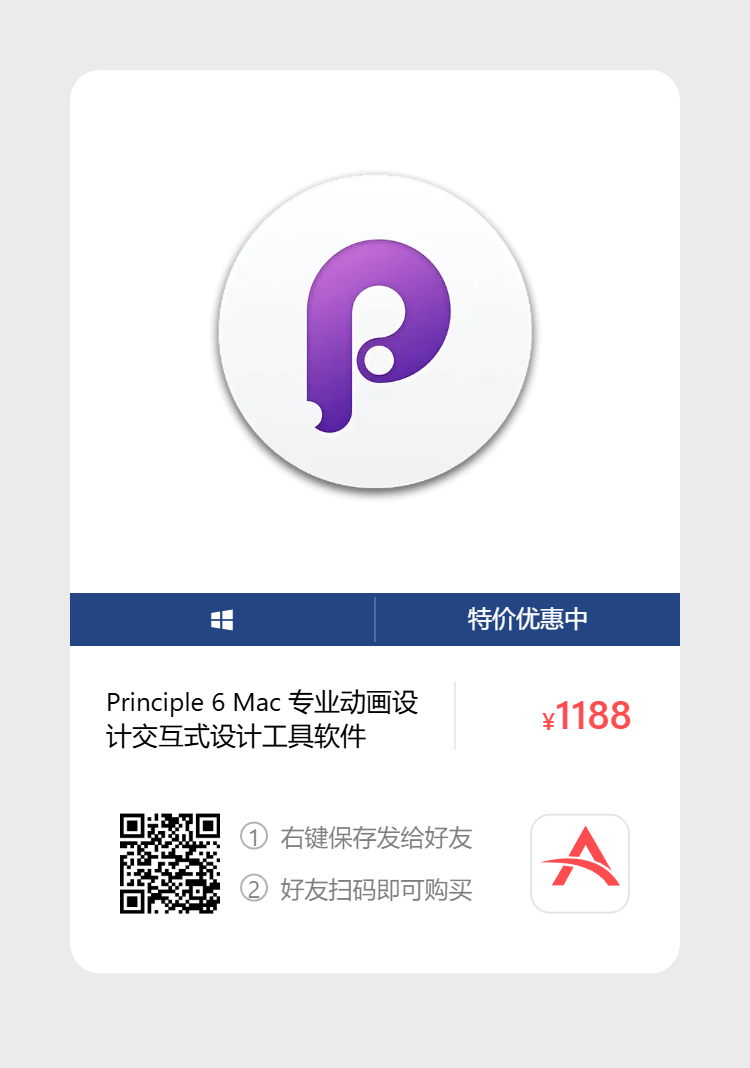 特价优惠中
Principle 6 Mac 专业动画设
计交互式设计工具软件
¥1188
① 右键保存发给好友
② 好友扫码即可购买